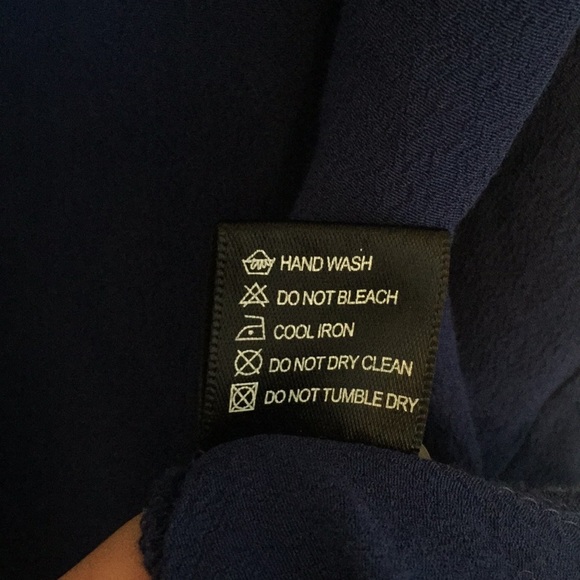 HAND WASH
DO NOT BLEACH
COOL IRON
DO NOT DRY CLEAN
DO NOT TUMBLE DRY